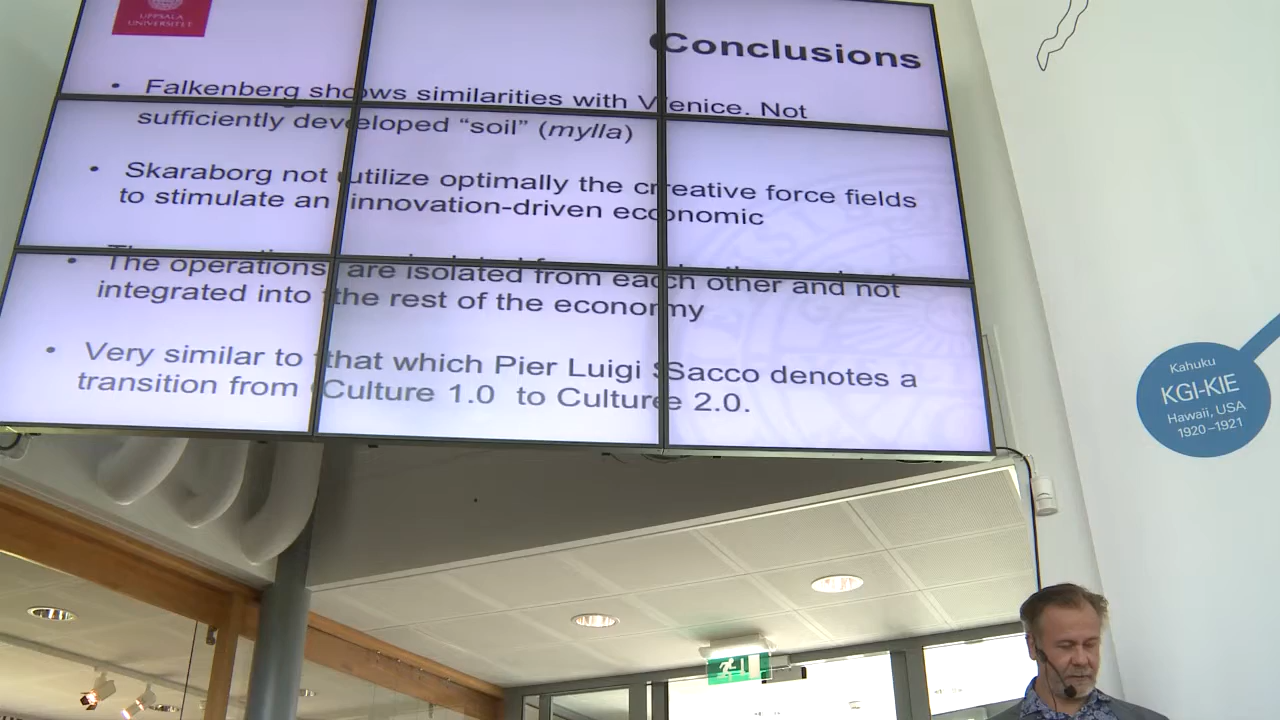 UPPSALA
UNIVERSITET
Conclusions
• Falkenberg shows similarities with Venice. Not
sufficiently developed “soil” (mylla)
• Skaraborg not utilize optimally the creative force fields
to stimulate an innovation-driven economic
• The operations are isolated from each other and not
integrated into the rest of the economy
• Very similar to that which Pier Luigi Sacco denotes a
transition from Culture 1.0 to Culture 2.0.
Kahuku
KGI-KIE
Hawaii, USA
1920–1921